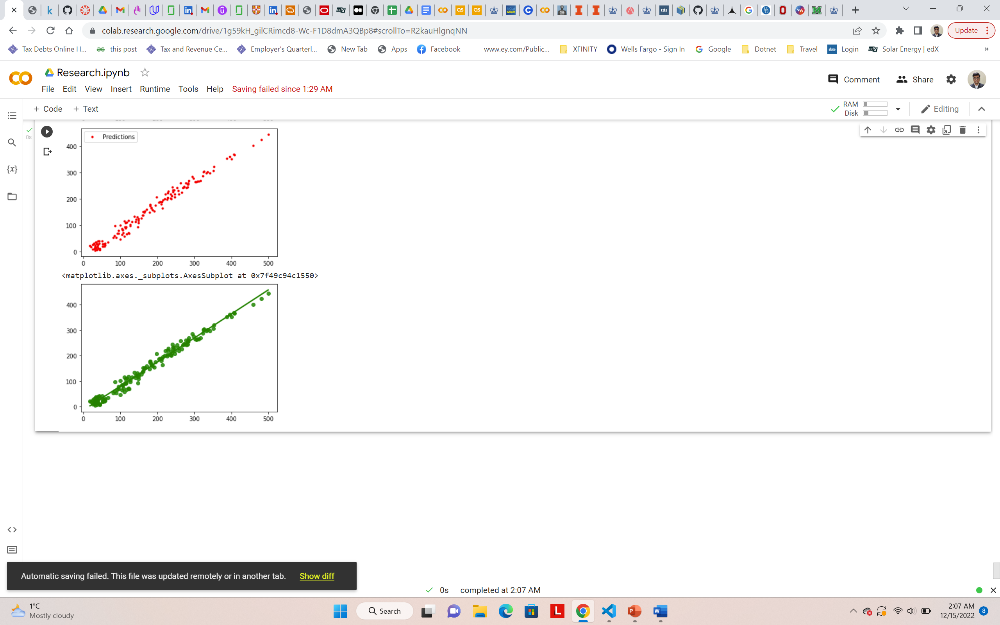 colab.research.google.com/drive/1g59kH_gilCRimcd8-Wc-F1D8dmA3QBp8#scrollTo=R2kauHlgnqNN
Update
Tax Debts Online H... this post Tax and Revenue Ce... Employer's Quarterl... New Tab Apps Facebook www.ey.com/Public... XFINITY Wells Fargo - Sign In Google Dotnet Travel Login Solar Energy | edX »
Research.ipynb
File Edit View Insert Runtime Tools Help Saving failed since 1:29 AM
Comment Share
+ Code + Text
RAM
Disk
Editing
0s
Predictions
400
300
200
100
0
0 100 200 300 400 500
<matplotlib.axes._subplots.AxesSubplot at 0x7f49c94c1550>
400
300
200
100
0
0 100 200 300 400 500
{x}
Automatic saving failed. This file was updated remotely or in another tab. Show diff
0s completed at 2:07 AM
1°C
Mostly cloudy
Search
2:07 AM
12/15/2022
8